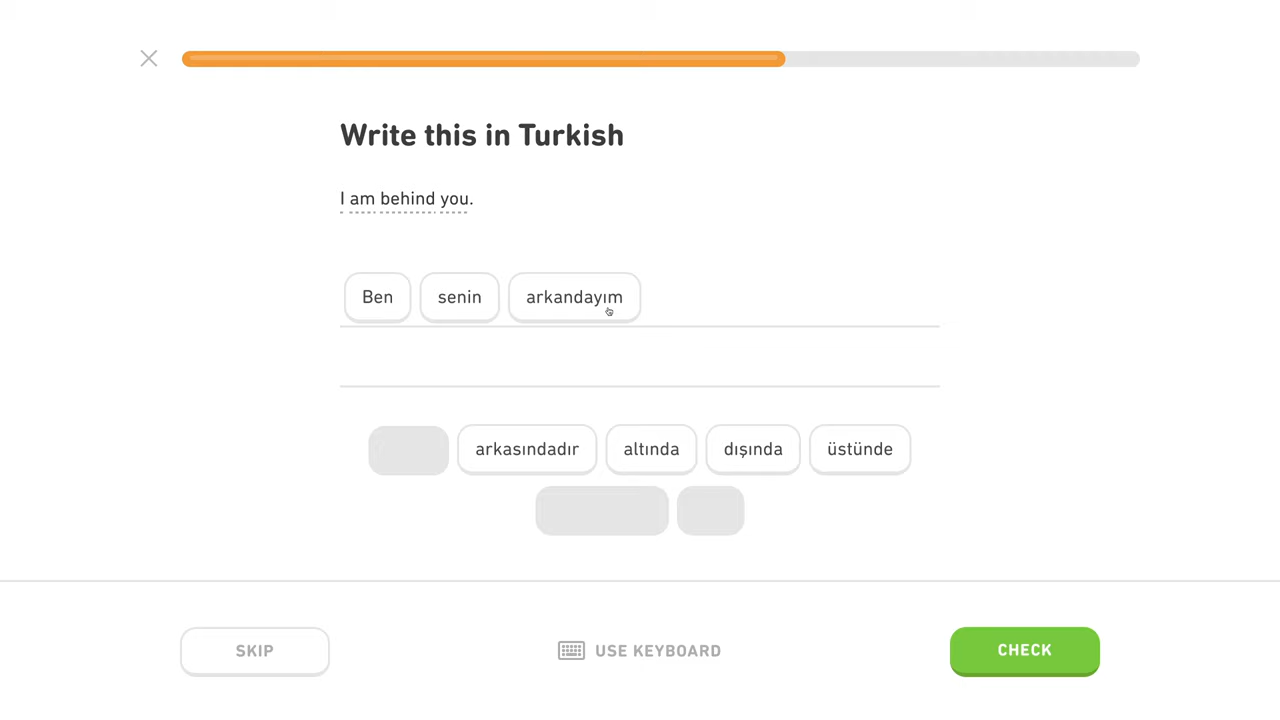 Write this in Turkish
I am behind you.
Ben senin arkandayım
arkasındadır altında dışında üstünde
SKIP USE KEYBOARD CHECK